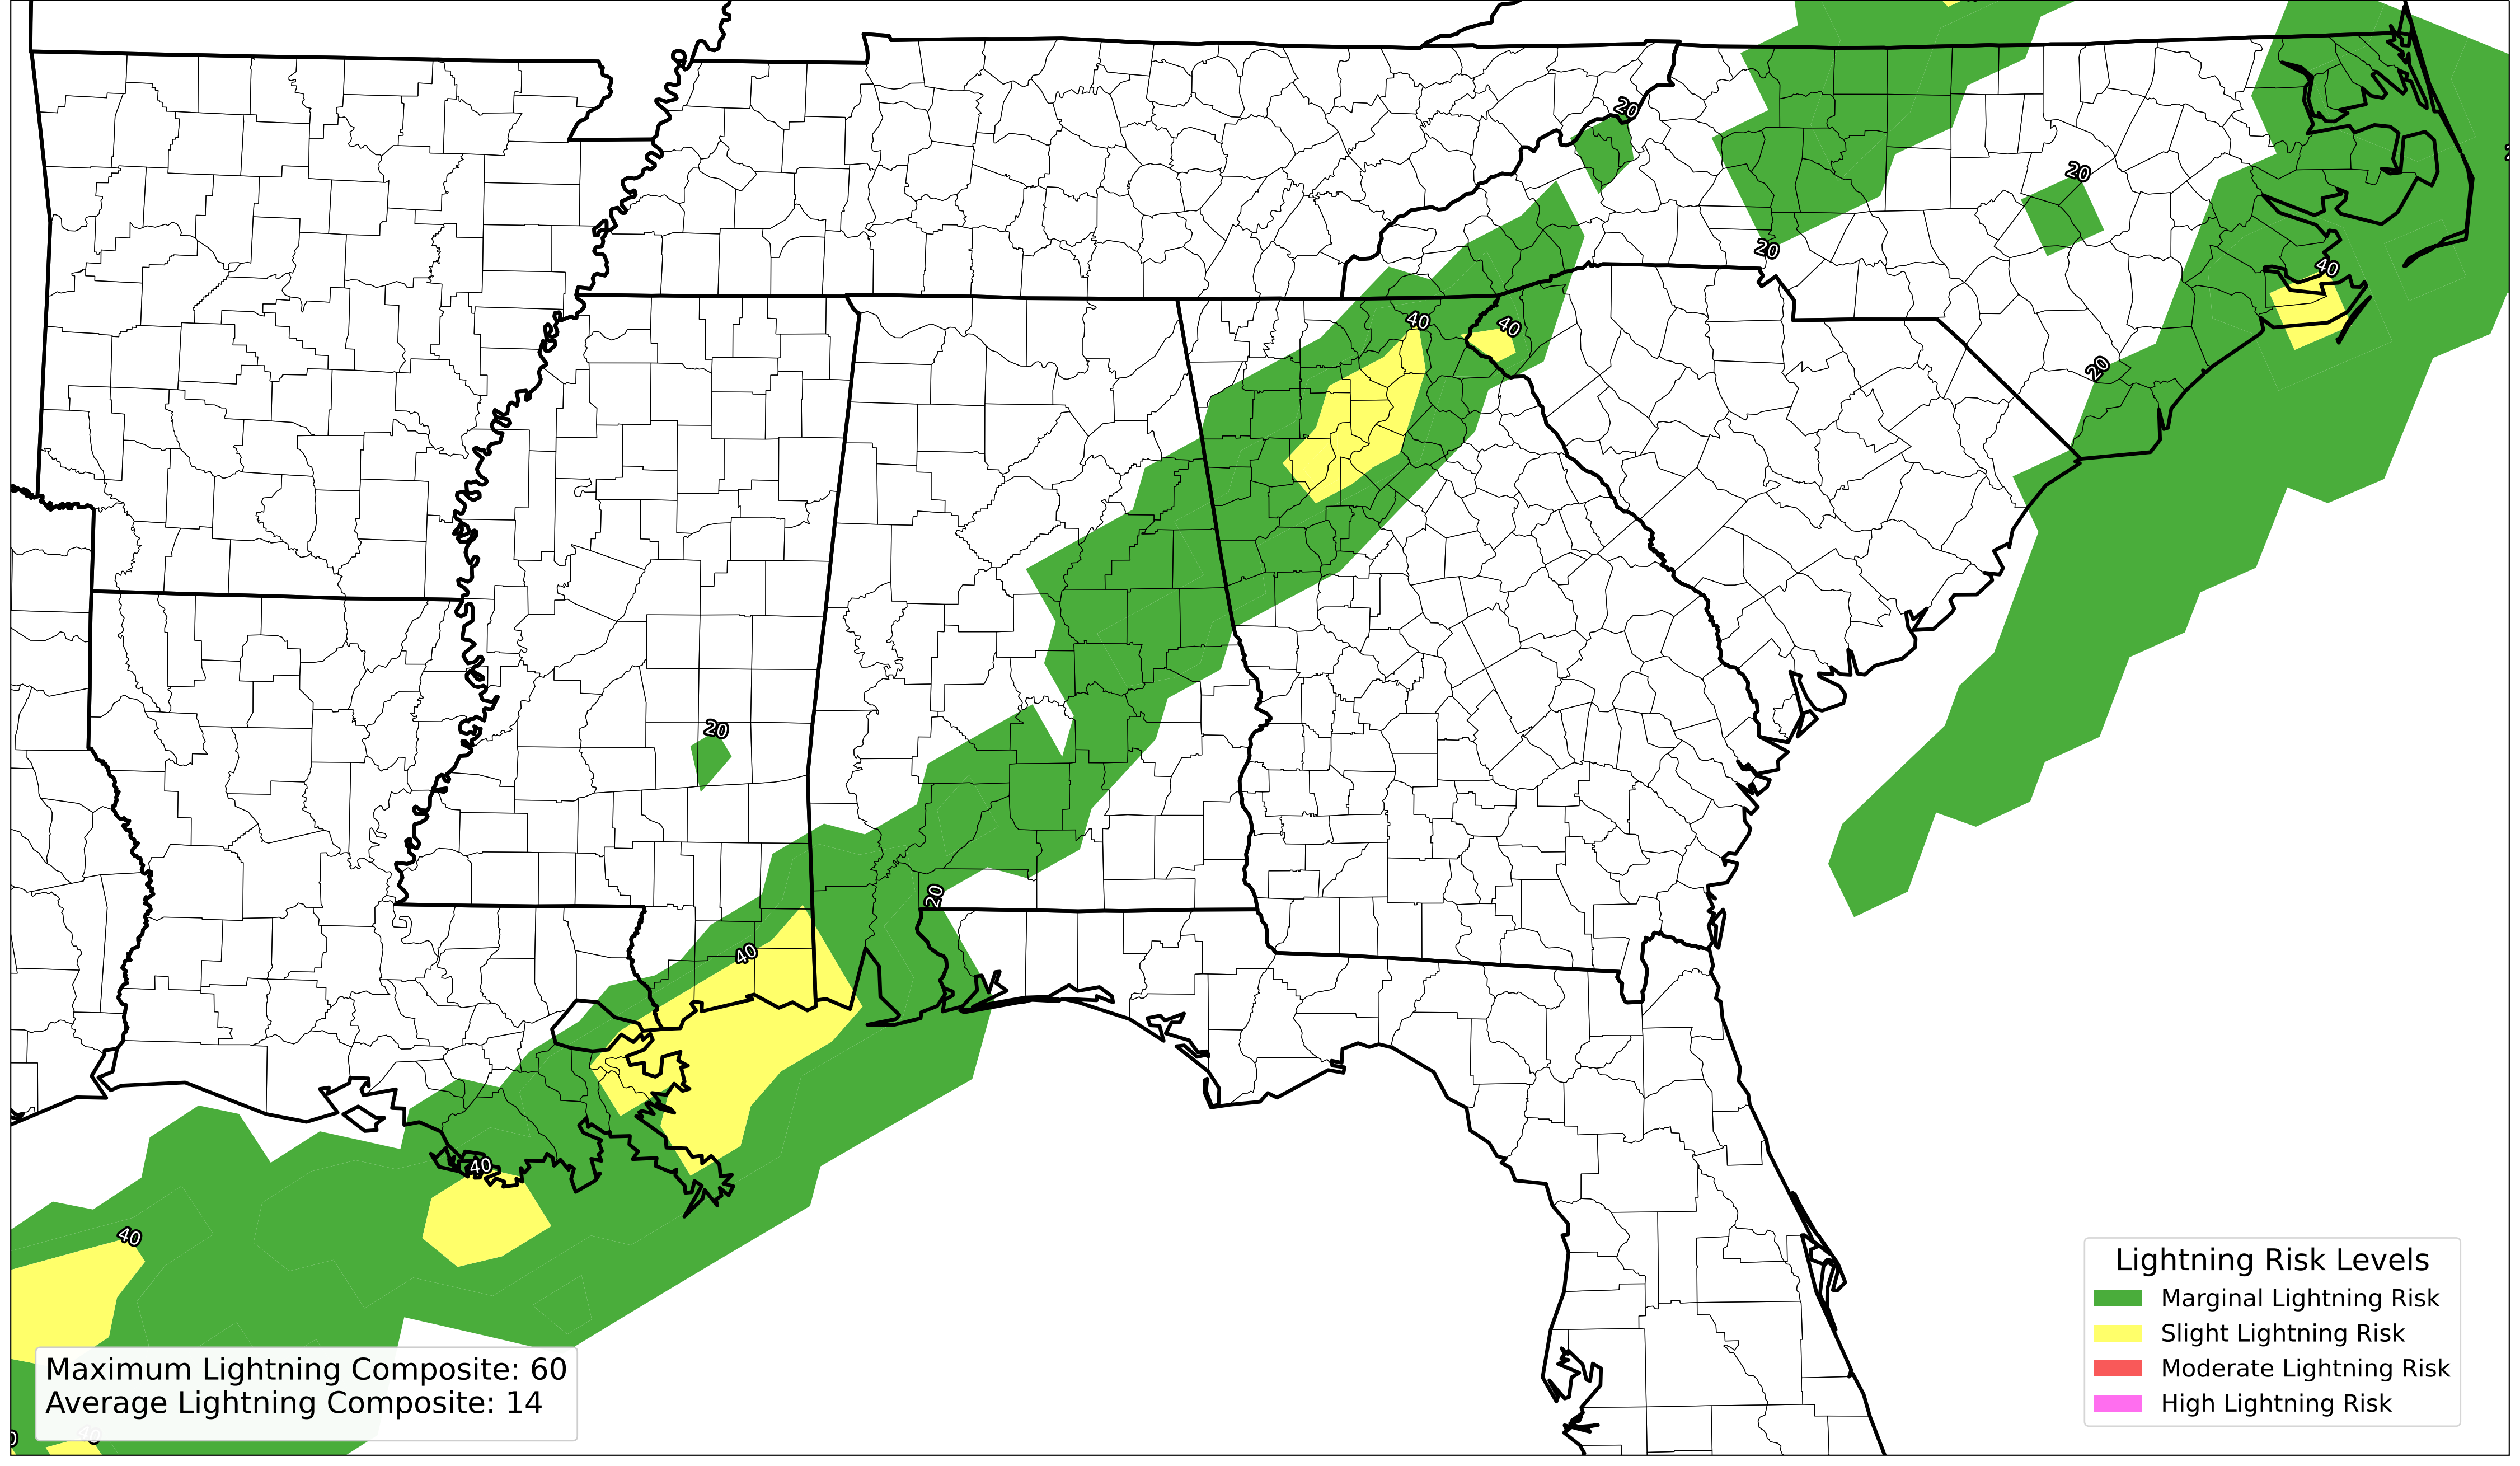 20
20
20
40
40
40
20
20
20
40
40
40
Lightning Risk Levels
Marginal Lightning Risk
Slight Lightning Risk
Moderate Lightning Risk
High Lightning Risk
Maximum Lightning Composite: 60
Average Lightning Composite: 14
40